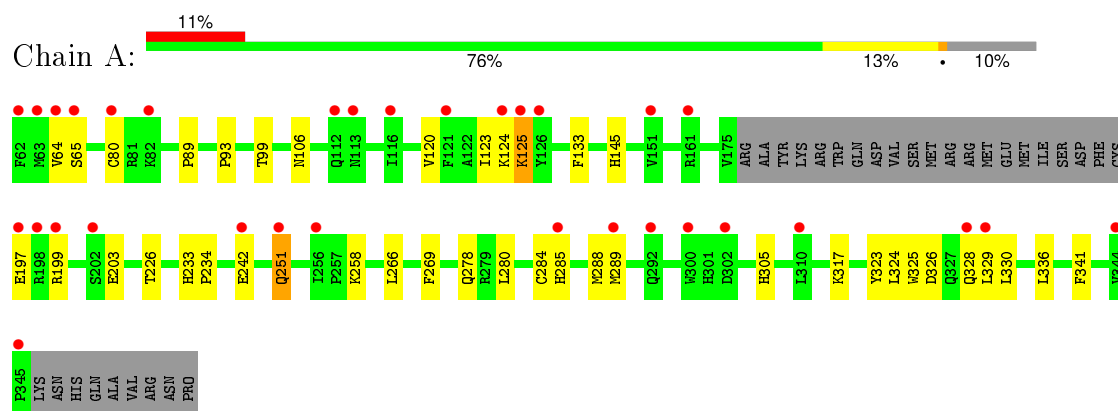 11%
Chain A:
76% 13% • 10%
F62 M63 V64 S65 C80 R81 K82 P89 P93 T99 N106 Q112 N113 I116 V120 F121 A122 I123 K124 K125 Y126 F133 H145 V151 R161 V175 ARG ALA TYR LYS ARG TRP GLN ASP VAL SER MET ARG ARG MET GLU MET ILE SER ASP PHE CYS
E197 R198 R199 S202 E203 T226 H233 P234 E242 Q251 I256 P257 K258 L266 F269 Q278 R279 L280 C284 H285 M288 M289 Q292 W300 H301 D302 H305 L310 K317 Y323 L324 W325 D326 Q327 Q328 L329 L330 L336 F341 V344
P345 LYS ASN HIS GLN ALA VAL ARG ASN PRO